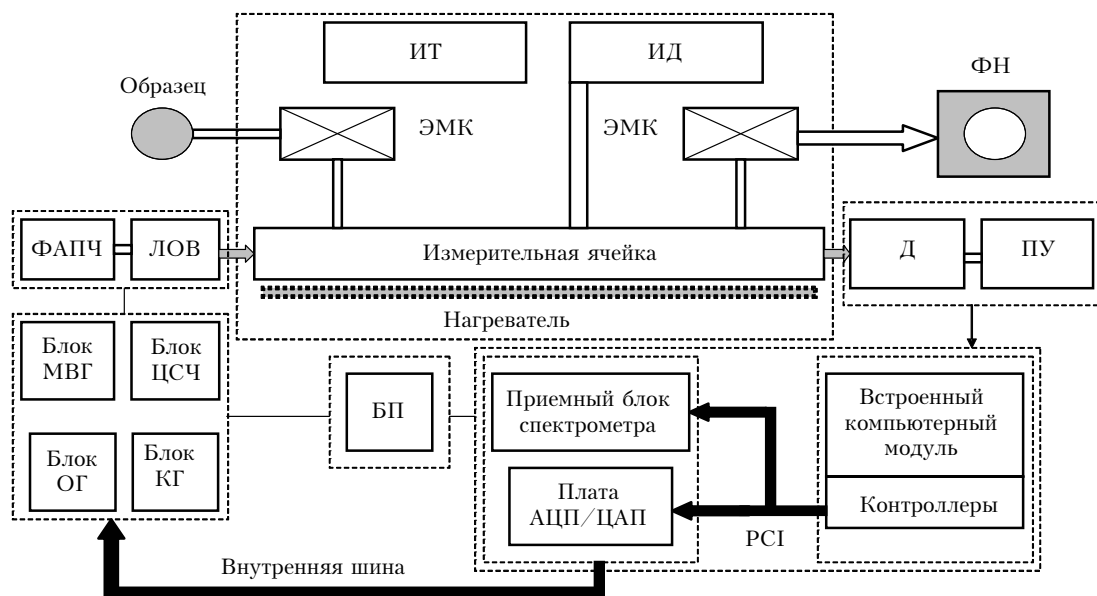 ИТ
ИД
ФН
Образец
ЭМК
ЭМК
ФАПЧ
ЛОВ
Измерительная ячейка
Д
ПУ
Нагреватель
Блок
МВГ
Блок
ЦСЧ
БП
Приемный блок
спектрометра
Встроенный
компьютерный
модуль
Блок
ОГ
Блок
КГ
Плата
АЦП/ЦАП
Контроллеры
PCI
Внутренняя шина